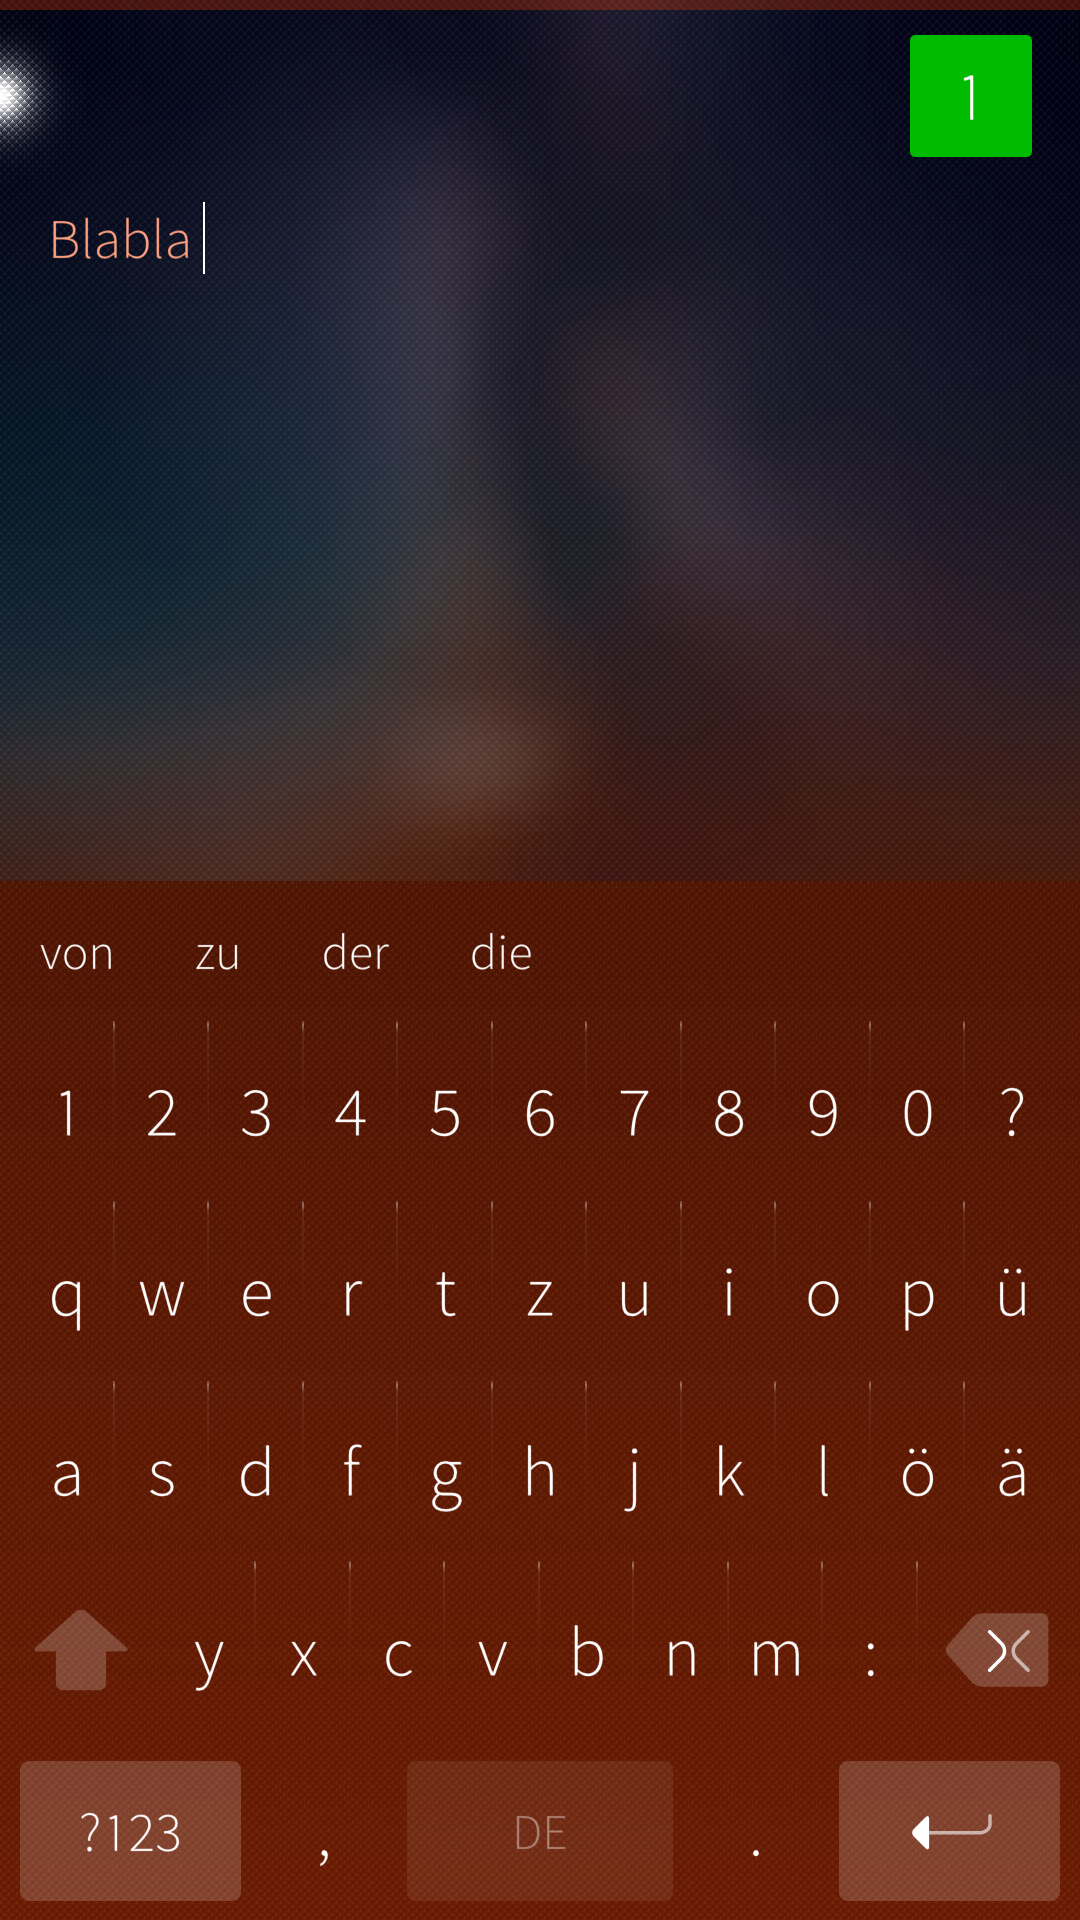 1
Blabla
von zu der die
1 2 3 4 5 6 7 8 9 0 ?
q w e r t z u i o p ü
a s d f g h j k l ö ä
y x c v b n m :
?123 , DE .